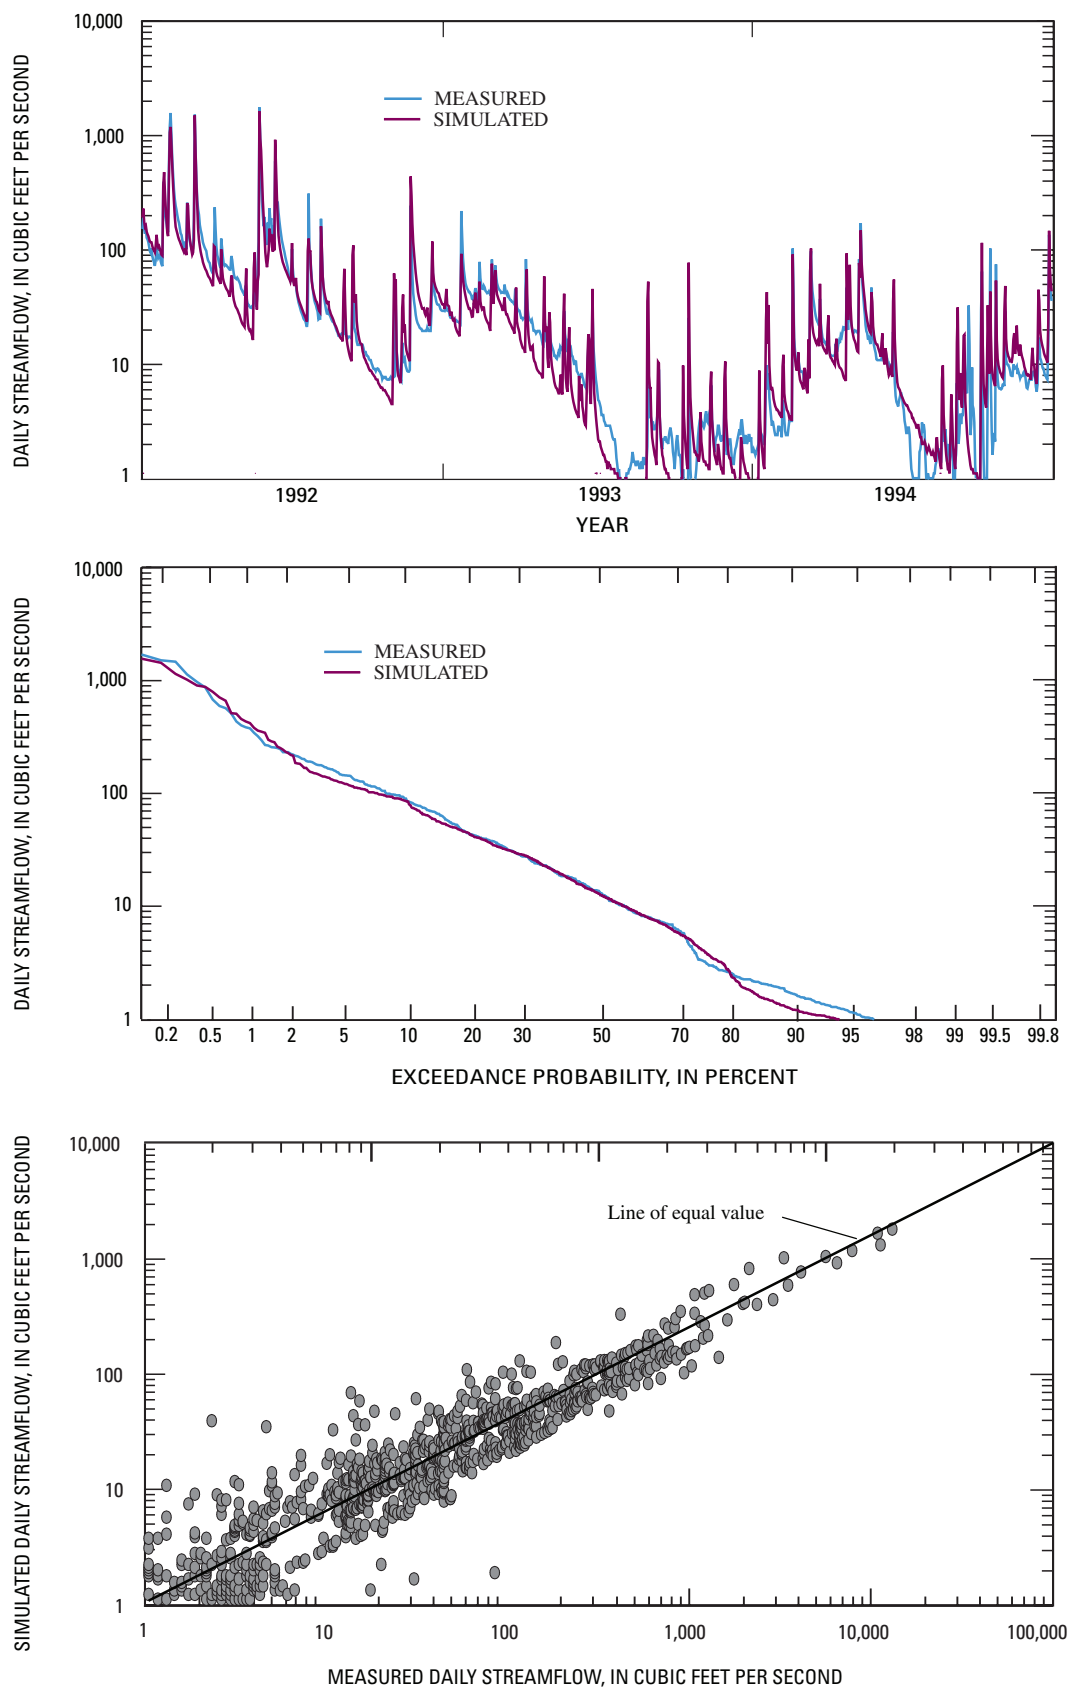 10,000
1,000
100
10
1
DAILY STREAMFLOW, IN CUBIC FEET PER SECOND
MEASURED
SIMULATED
1992
1993
1994
YEAR
10,000
1,000
100
10
1
DAILY STREAMFLOW, IN CUBIC FEET PER SECOND
MEASURED
SIMULATED
0.2 0.5 1 2 5 10 20 30 50 70 80 90 95 98 99 99.5 99.8
EXCEEDANCE PROBABILITY, IN PERCENT
10,000
1,000
100
10
1
SIMULATED DAILY STREAMFLOW, IN CUBIC FEET PER SECOND
Line of equal value
1 10 100 1,000 10,000 100,000
MEASURED DAILY STREAMFLOW, IN CUBIC FEET PER SECOND